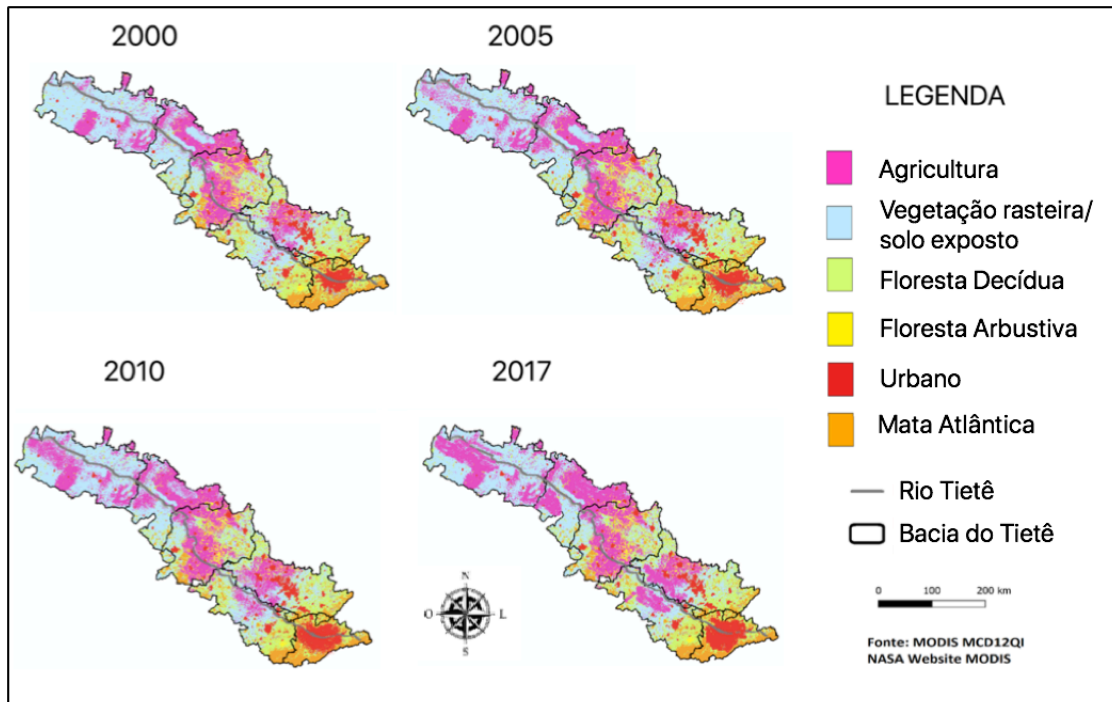 2000
2005
LEGENDA
Agricultura
Vegetação rasteira/
solo exposto
Floresta Decídua
Floresta Arbustiva
Urbano
Mata Atlântica
Rio Tietê
Bacia do Tietê
2010
2017
N
O
L
S
0 100 200 km
Fonte: MODIS MCD12QI
NASA Website MODIS